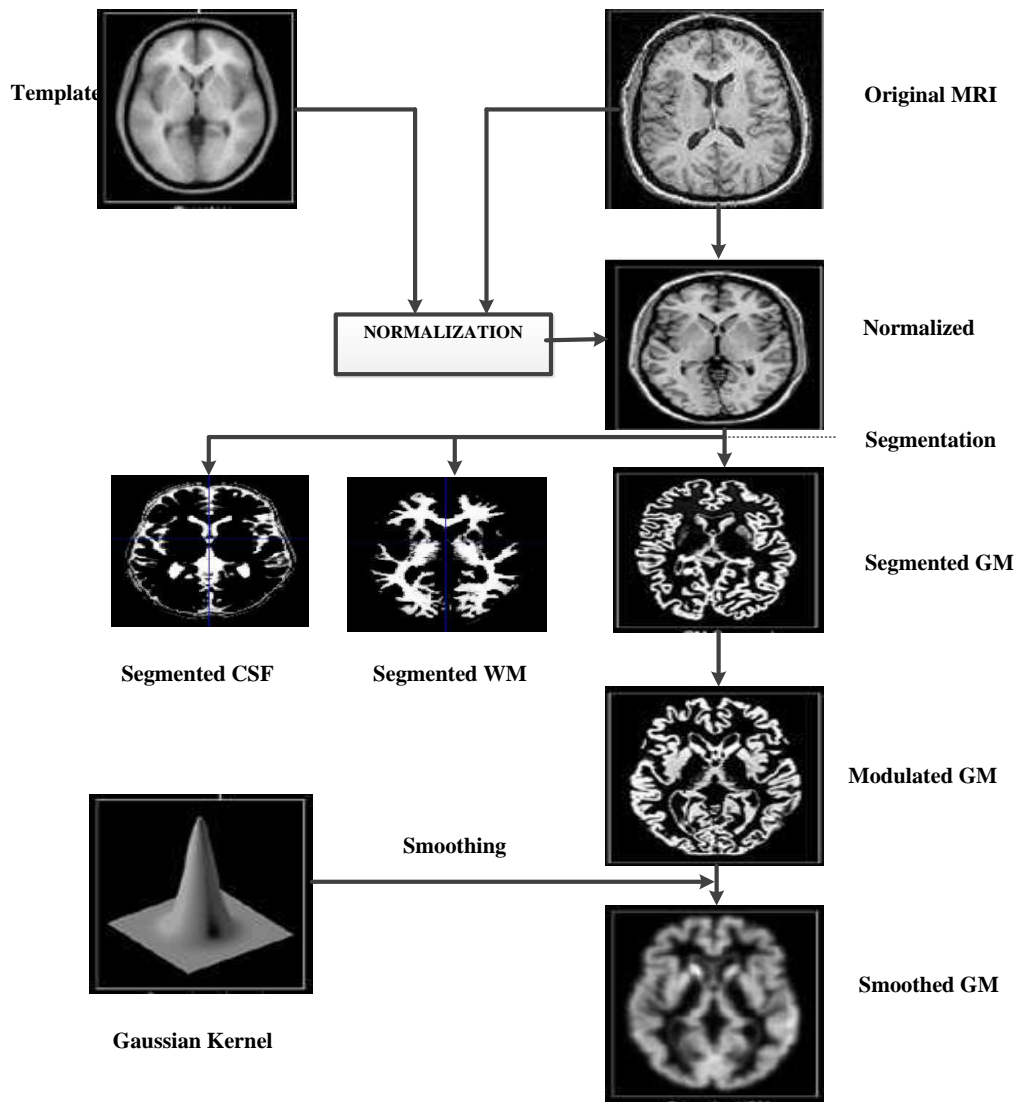 Template
Original MRI
NORMALIZATION
Normalized
Segmentation
Segmented GM
Segmented CSF
Segmented WM
Modulated GM
Smoothing
Smoothed GM
Gaussian Kernel